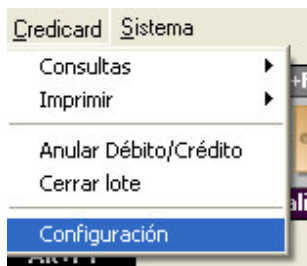 Credicard Sistema
Consultas
Imprimir
Anular Débito/Crédito
Cerrar lote
Configuración